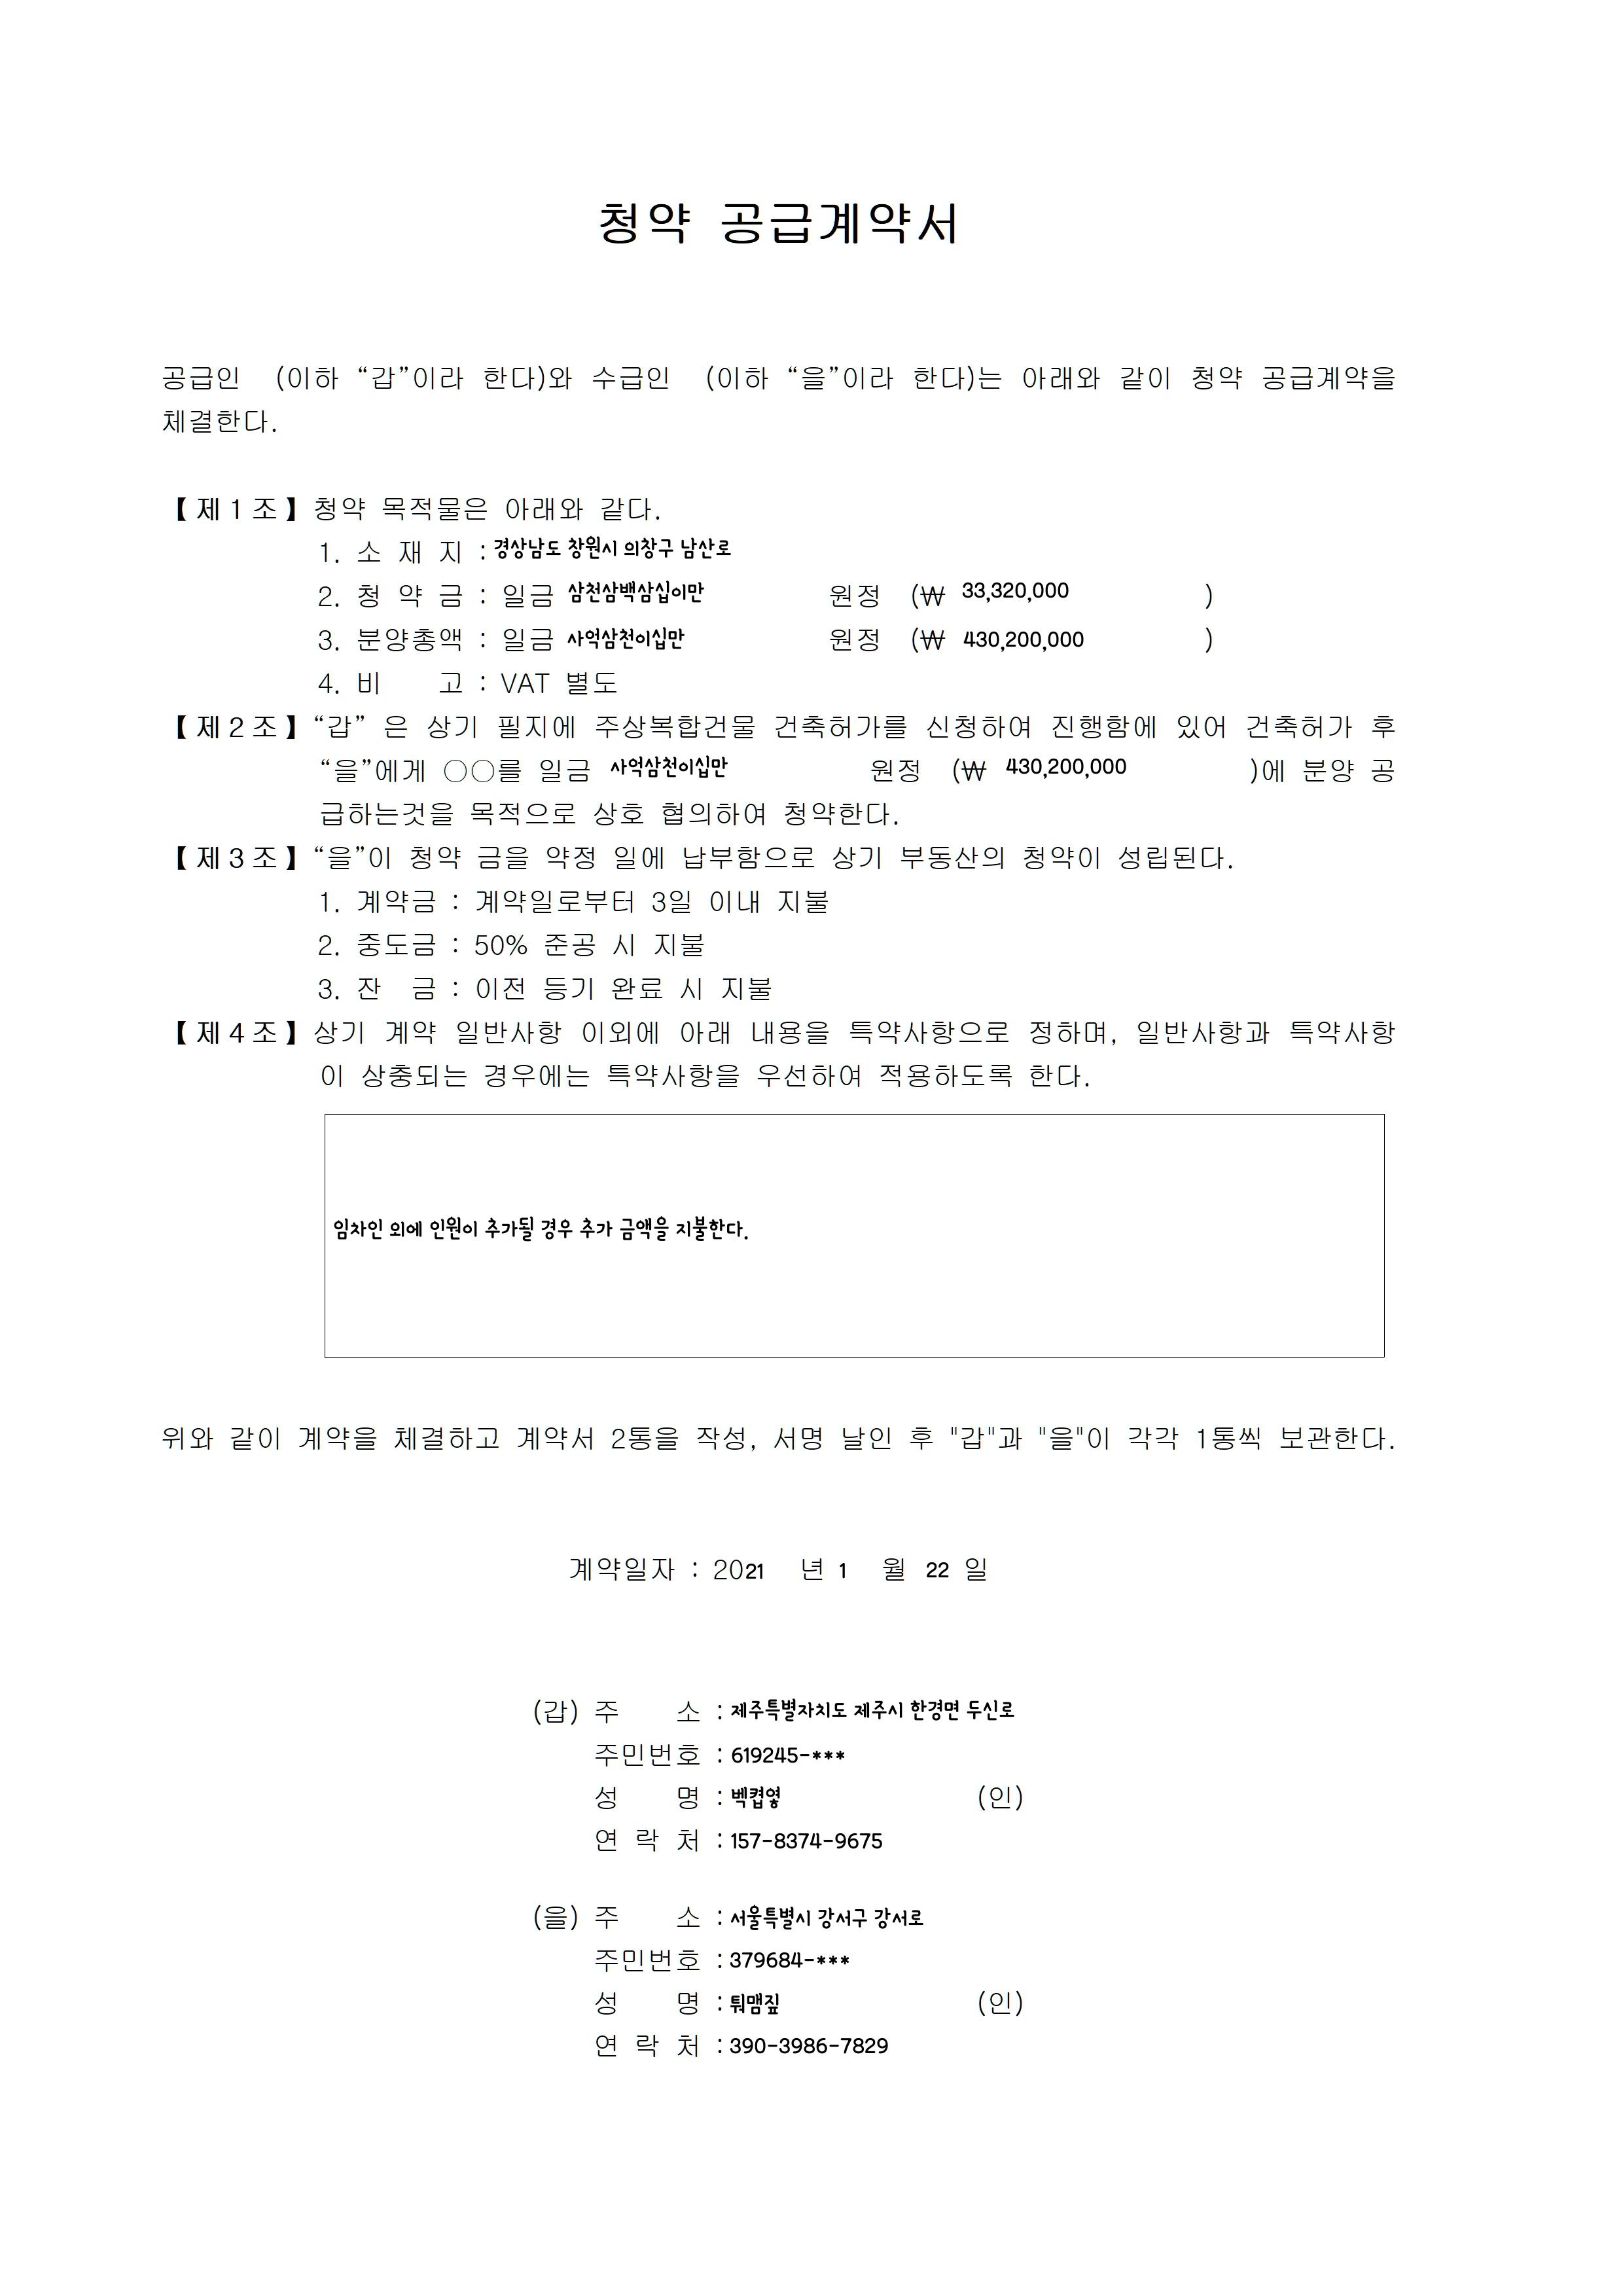 청약 공급계약서
공급인 (이하 “갑”이라 한다)와 수급인 (이하 “을”이라 한다)는 아래와 같이 청약 공급계약을
체결한다.
【제1조】청약 목적물은 아래와 같다.
1. 소 재 지 : 경상남도 창원시 의창구 남산로
2. 청 약 금 : 일금 삼천삼백삼십이만 원정 (₩ 33,320,000 )
3. 분양총액 : 일금 사억삼천이십만 원정 (₩ 430,200,000 )
4. 비 고 : VAT 별도
【제2조】“갑” 은 상기 필지에 주상복합건물 건축허가를 신청하여 진행함에 있어 건축허가 후
“을”에게 ○○를 일금 사억삼천이십만 원정 (₩ 430,200,000 )에 분양 공
급하는것을 목적으로 상호 협의하여 청약한다.
【제3조】“을”이 청약 금을 약정 일에 납부함으로 상기 부동산의 청약이 성립된다.
1. 계약금 : 계약일로부터 3일 이내 지불
2. 중도금 : 50% 준공 시 지불
3. 잔 금 : 이전 등기 완료 시 지불
【제4조】상기 계약 일반사항 이외에 아래 내용을 특약사항으로 정하며, 일반사항과 특약사항
이 상충되는 경우에는 특약사항을 우선하여 적용하도록 한다.
임차인 외에 인원이 추가될 경우 추가 금액을 지불한다.
위와 같이 계약을 체결하고 계약서 2통을 작성, 서명 날인 후 "갑"과 "을"이 각각 1통씩 보관한다.
계약일자 : 2021 년 1 월 22 일
(갑) 주 소 : 제주특별자치도 제주시 한경면 두신로
주민번호 : 619245-***
성 명 : 벡켭옇 (인)
연 락 처 : 157-8374-9675
(을) 주 소 : 서울특별시 강서구 강서로
주민번호 : 379684-***
성 명 : 퉈맴짚 (인)
연 락 처 : 390-3986-7829